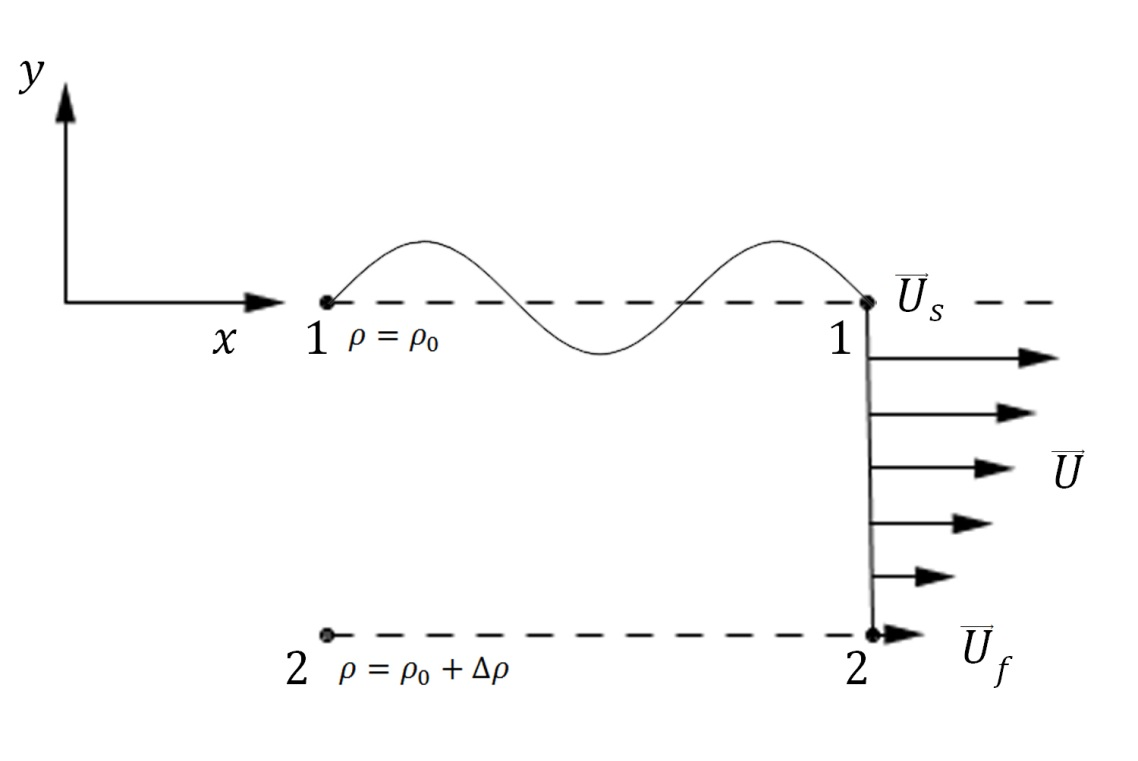 y
x
1 ρ = ρ₀
1
U⃗ₛ
U⃗
2 ρ = ρ₀ + Δρ
2
U⃗_f